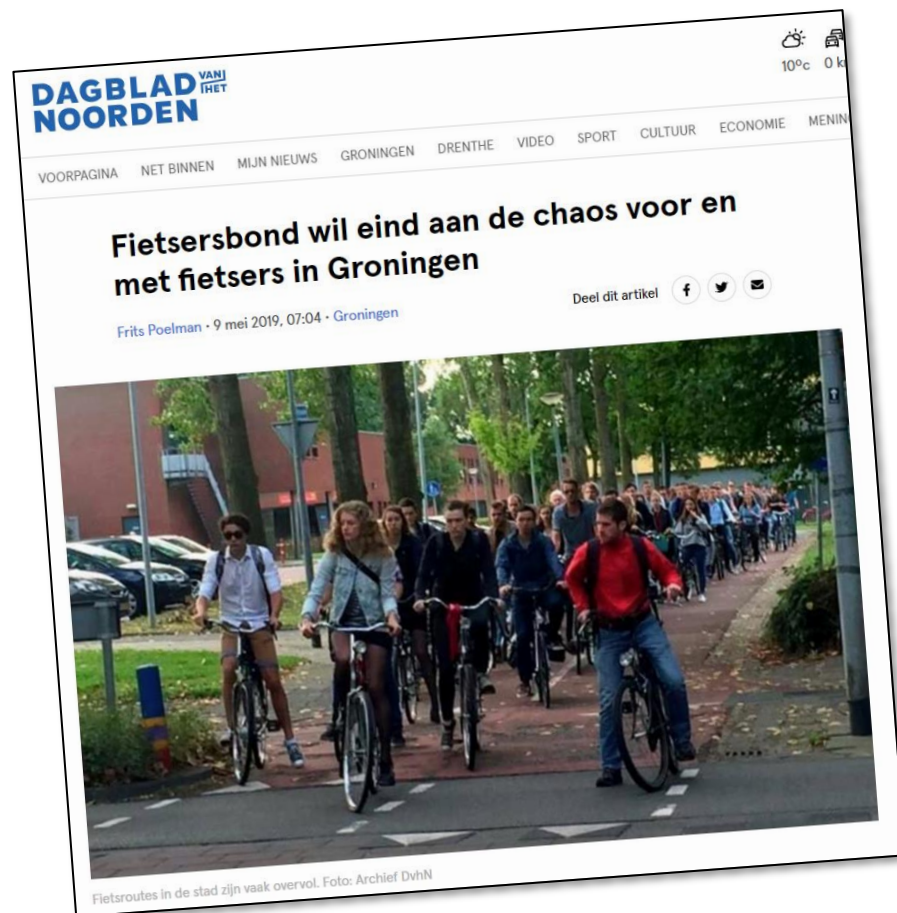 DAGBLAD VAN HET
NOORDEN
10°c 0
VOORPAGINA NET BINNEN MIJN NIEUWS GRONINGEN DRENTHE VIDEO SPORT CULTUUR ECONOMIE
Fietsersbond wil eind aan de chaos voor en
met fietsers in Groningen
Frits Poelman · 9 mei 2019, 07:04 · Groningen
Deel dit artikel
Fietsroutes in de stad zijn vaak overvol. Foto: Archief DvhN